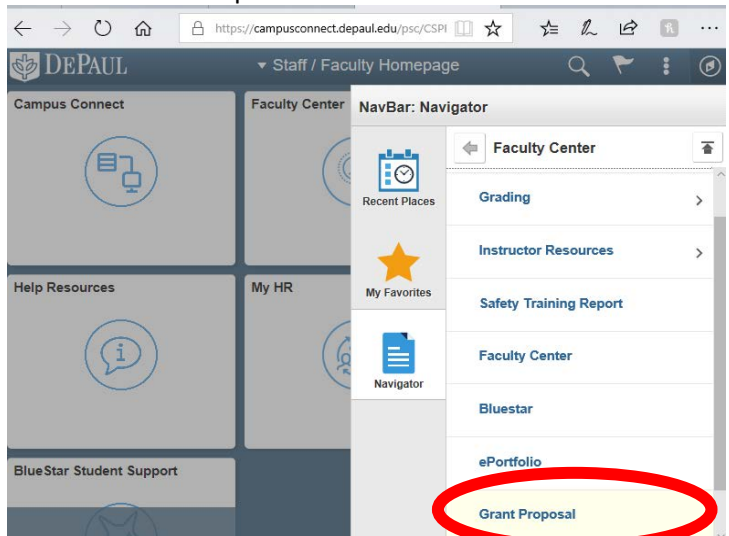 https://campusconnect.depaul.edu/psc/CSP
DEPAUL
Staff / Faculty Homepage
Campus Connect
Faculty Center
NavBar: Navigator
Faculty Center
Recent Places
Grading
Instructor Resources
Help Resources
My HR
My Favorites
Safety Training Report
Faculty Center
Navigator
Bluestar
BlueStar Student Support
ePortfolio
Grant Proposal